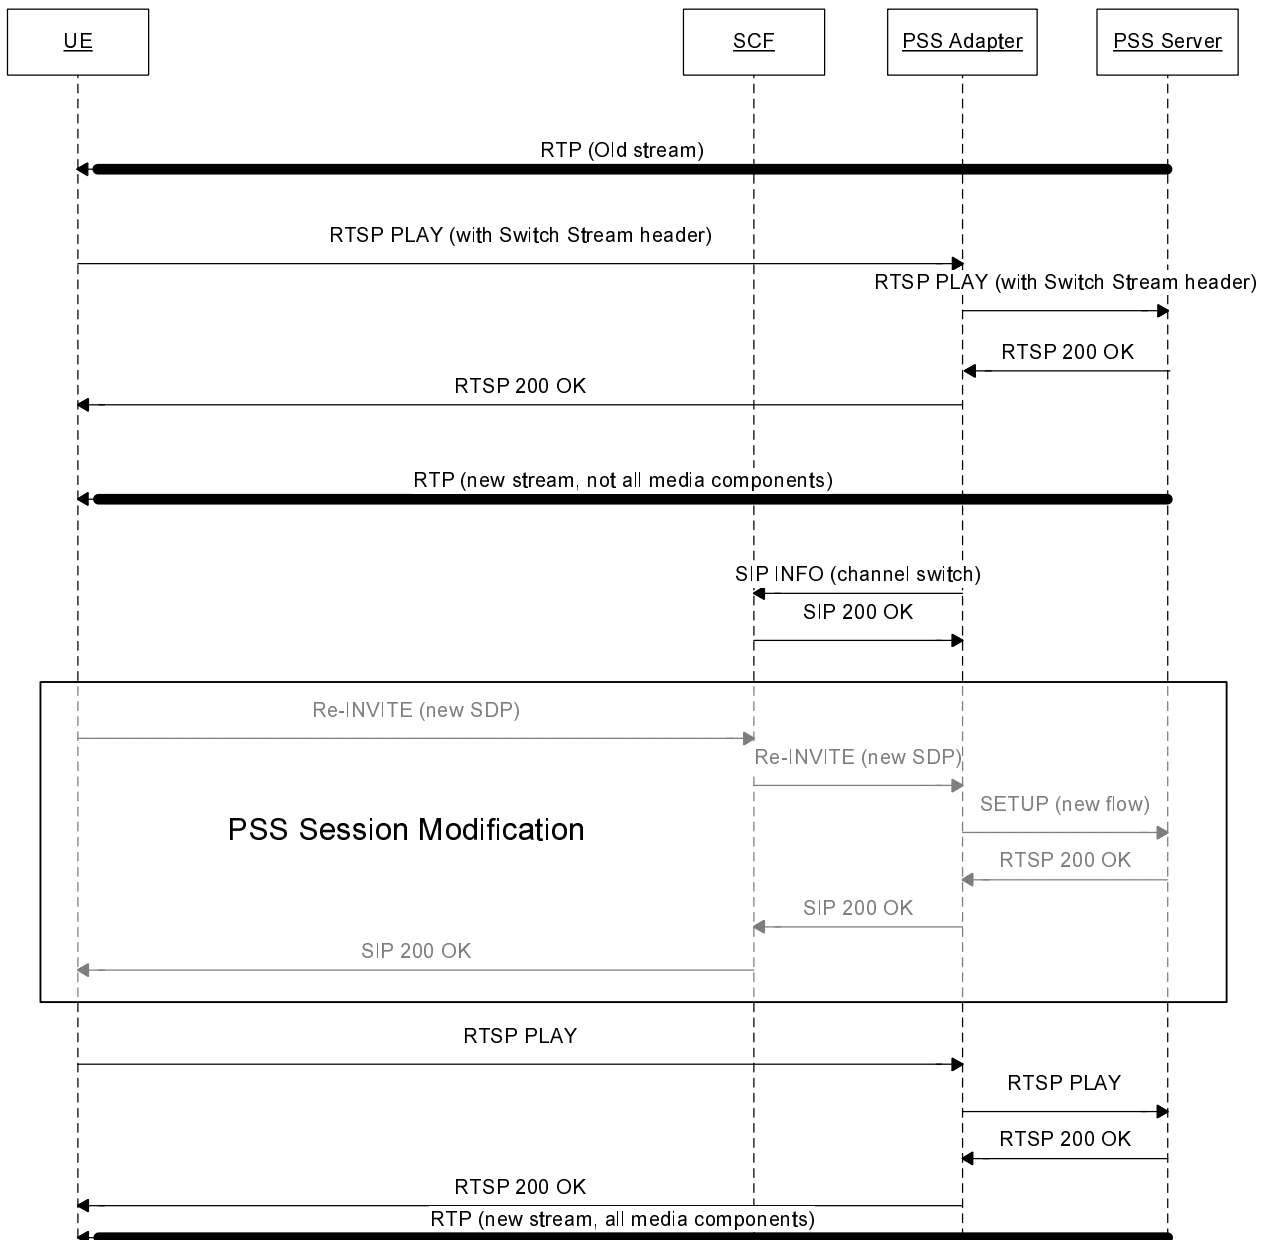 UE
SCF
PSS Adapter
PSS Server
RTP (Old stream)
RTSP PLAY (with Switch Stream header)
RTSP PLAY (with Switch Stream header)
RTSP 200 OK
RTSP 200 OK
RTP (new stream, not all media components)
SIP INFO (channel switch)
SIP 200 OK
Re-INVITE (new SDP)
Re-INVITE (new SDP)
SETUP (new flow)
PSS Session Modification
RTSP 200 OK
SIP 200 OK
SIP 200 OK
RTSP PLAY
RTSP PLAY
RTSP 200 OK
RTSP 200 OK
RTP (new stream, all media components)